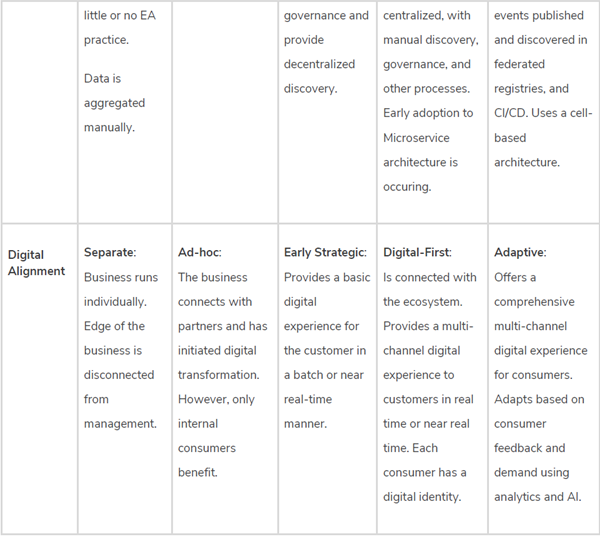 little or no EA
practice.
Data is
aggregated
manually.
governance and
provide
decentralized
discovery.
centralized, with
manual discovery,
governance, and
other processes.
Early adoption to
Microservice
architecture is
occuring.
events published
and discovered in
federated
registries, and
CI/CD. Uses a cell-
based
architecture.
Digital
Alignment
Separate:
Business runs
individually.
Edge of the
business is
disconnected
from
management.
Ad-hoc:
The business
connects with
partners and has
initiated digital
transformation.
However, only
internal
consumers
benefit.
Early Strategic:
Provides a basic
digital
experience for
the customer in
a batch or near
real-time
manner.
Digital-First:
Is connected with
the ecosystem.
Provides a multi-
channel digital
experience to
customers in real
time or near real
time. Each
consumer has a
digital identity.
Adaptive:
Offers a
comprehensive
multi-channel
digital experience
for consumers.
Adapts based on
consumer
feedback and
demand using
analytics and AI.